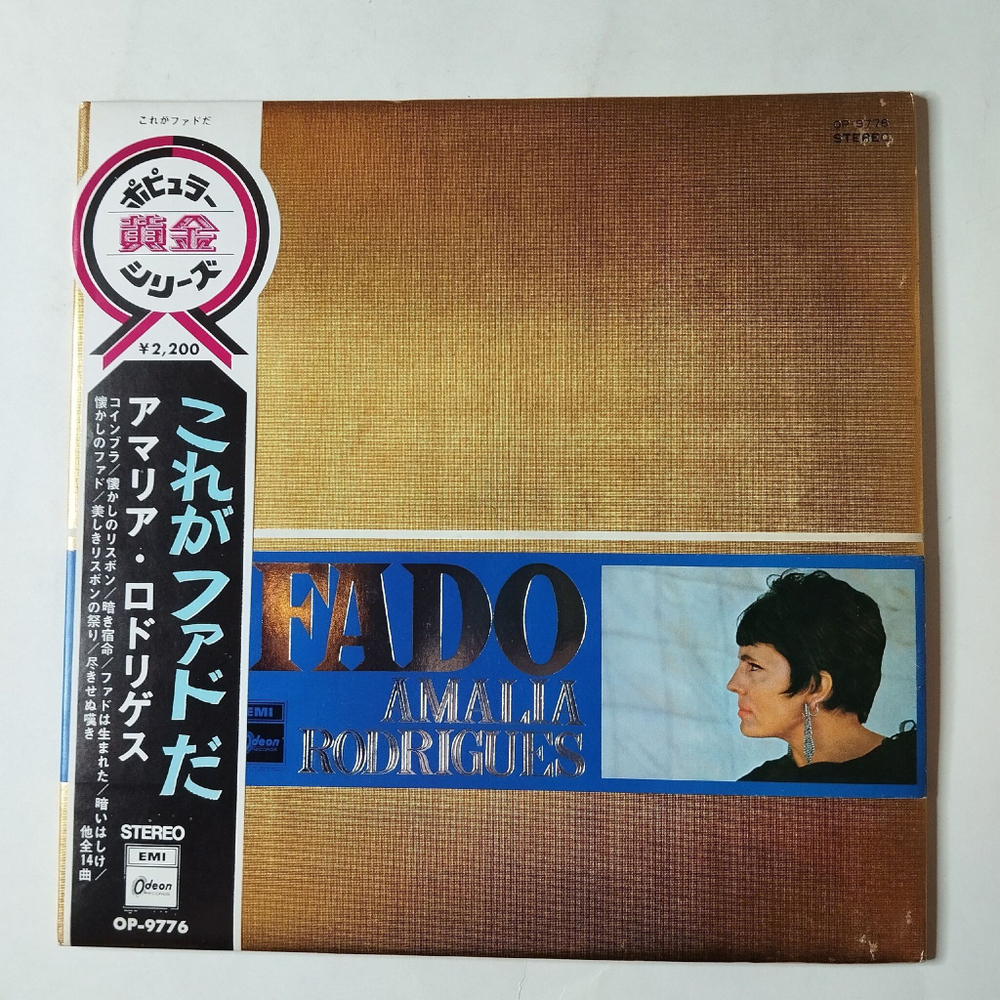 これがファドだ
ポピュラー
黄金
シリーズ
¥2,200
これがファドだ
アマリア・ロドリゲス
コインブラ/懐かしのリスボン/暗き宿命/ファドは生まれた/暗いはしけ/
懐かしのファド/美しきリスボンの祭り/尽きせぬ嘆き 他全14曲
STEREO
EMI
Odeon
OP-9776
OP-9776
STEREO
FADO
AMALIA
RODRIGUES
EMI
Odeon